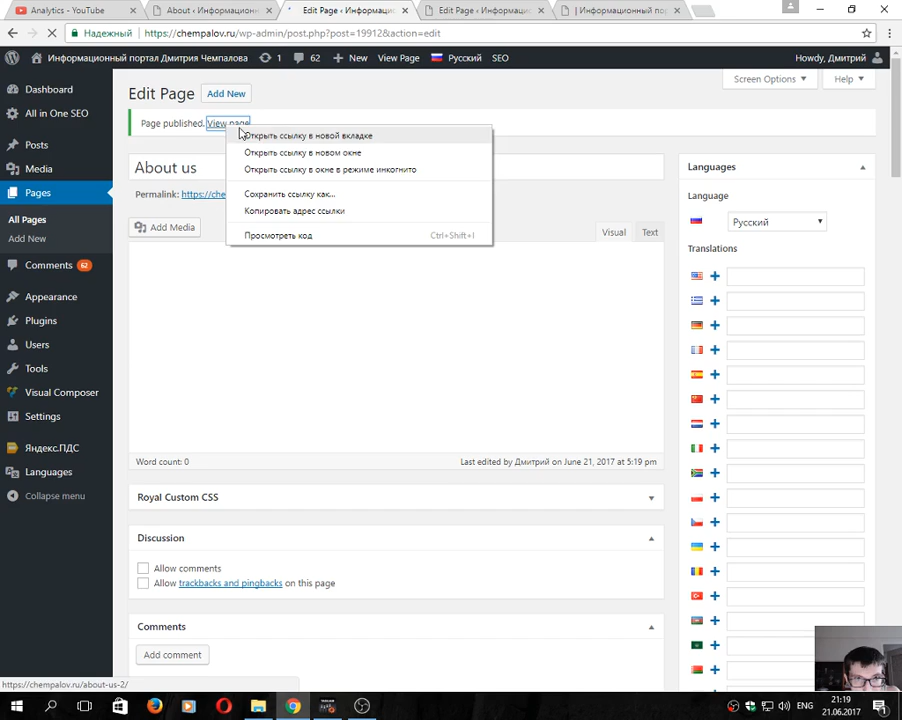 Analytics - YouTube
About ‹ Информационн
Edit Page ‹ Информац
Edit Page ‹ Информац
| Информационный пор
Надежный
https://chempalov.ru/wp-admin/post.php?post=19912&action=edit
Информационный портал Дмитрия Чемпалова
1
62
New
View Page
Русский
SEO
Howdy, Дмитрий
Dashboard
All in One SEO
Posts
Media
Pages
All Pages
Add New
Comments 62
Appearance
Plugins
Users
Tools
Visual Composer
Settings
Яндекс.ПДС
Languages
Collapse menu
Edit Page
Add New
Screen Options
Help
Page published. View page
Открыть ссылку в новой вкладке
Открыть ссылку в новом окне
Открыть ссылку в окне в режиме инкогнито
Сохранить ссылку как...
Копировать адрес ссылки
Просмотреть код
Ctrl+Shift+I
About us
Permalink: https://che
Add Media
Visual
Text
Word count: 0
Last edited by Дмитрий on June 21, 2017 at 5:19 pm
Royal Custom CSS
Discussion
Allow comments
Allow trackbacks and pingbacks on this page
Comments
Add comment
Languages
Language
Русский
Translations
https://chempalov.ru/about-us-2/
ENG
21:19
21.06.2017